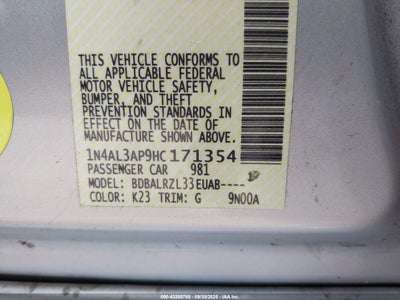 THIS VEHICLE CONFORMS TO
ALL APPLICABLE FEDERAL
MOTOR VEHICLE SAFETY,
BUMPER, AND THEFT
PREVENTION STANDARDS IN
EFFECT ON THE DATE OF
MANUFACTURE SHOWN ABOVE.
1N4AL3AP9HC171354
PASSENGER CAR 981
MODEL: BDBALRZL33EUAB----
COLOR: K23 TRIM: G 9N00A